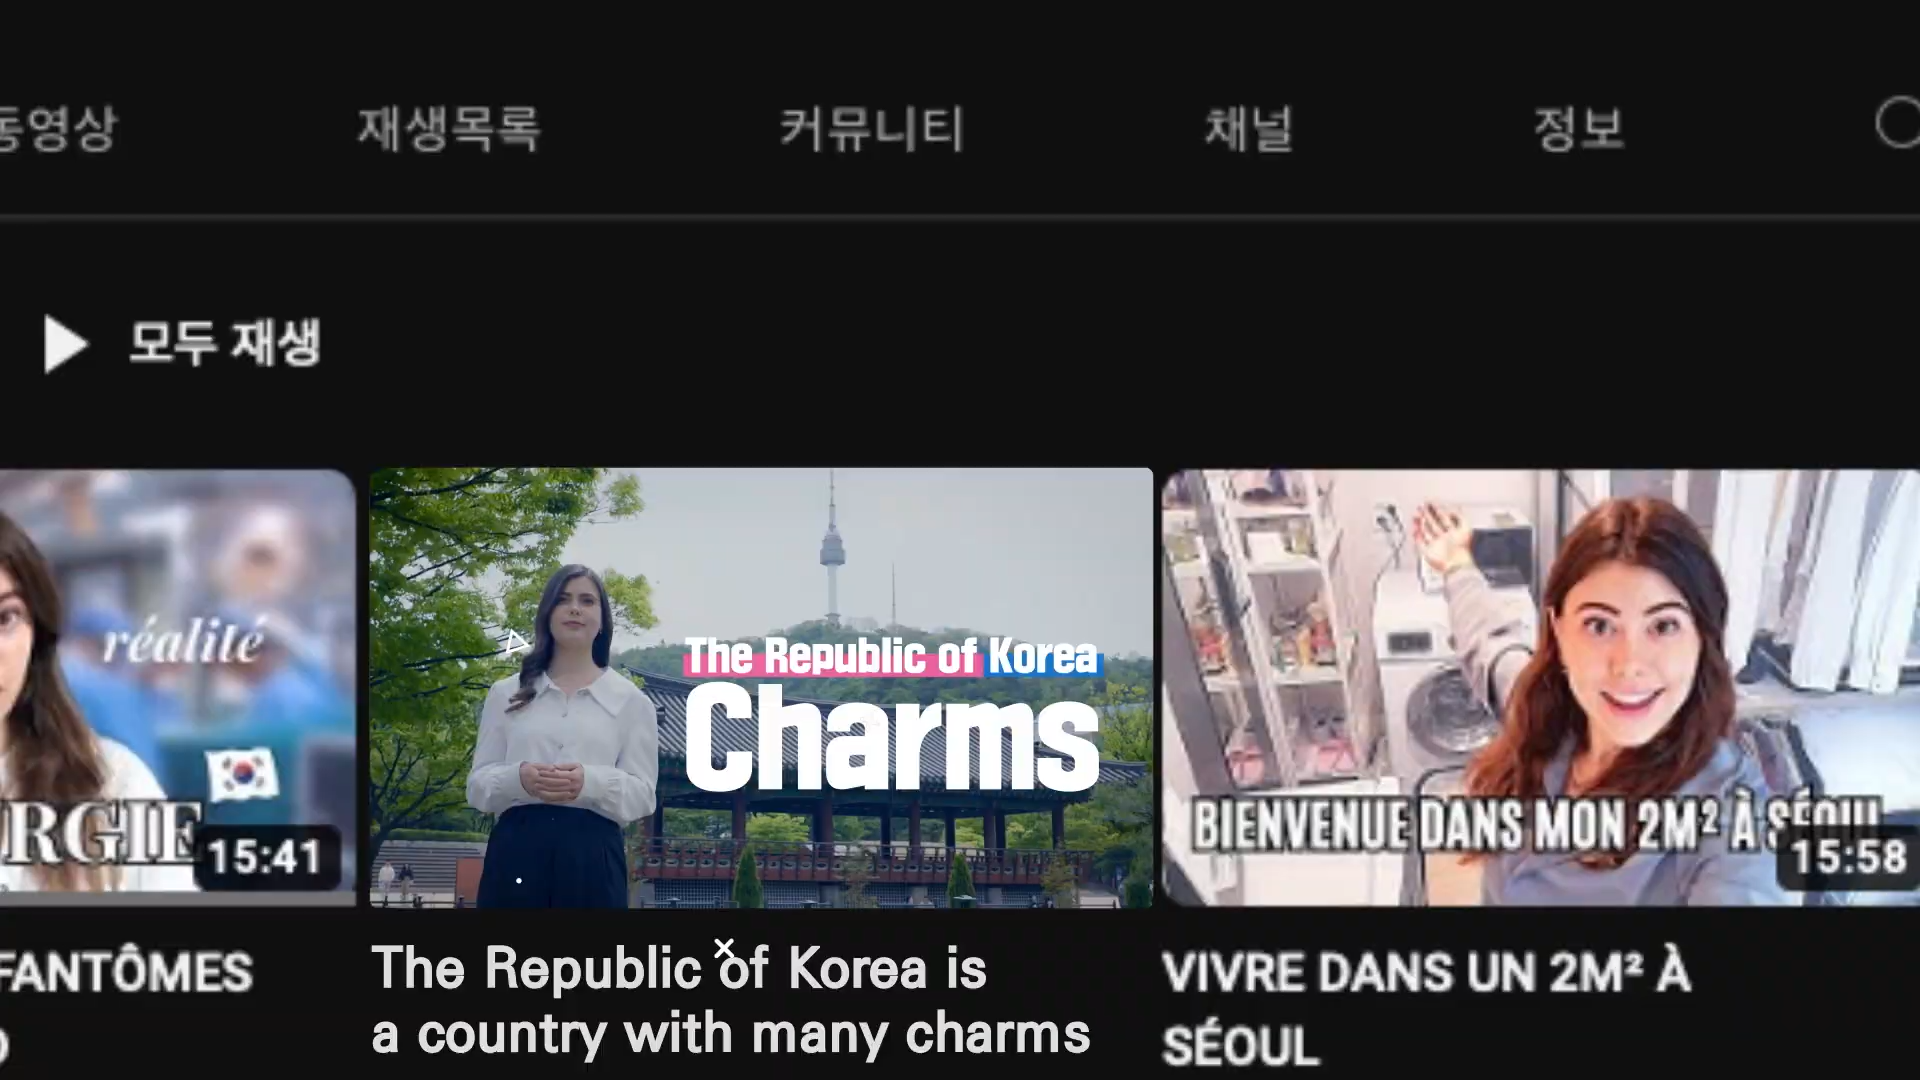 동영상
재생목록
커뮤니티
채널
정보
모두 재생
réalité
RGIE
15:41
The Republic of Korea
Charms
BIENVENUE DANS MON 2M² À SÉOUL
15:58
FANTÔMES
The Republic of Korea is
a country with many charms
VIVRE DANS UN 2M² À
SÉOUL